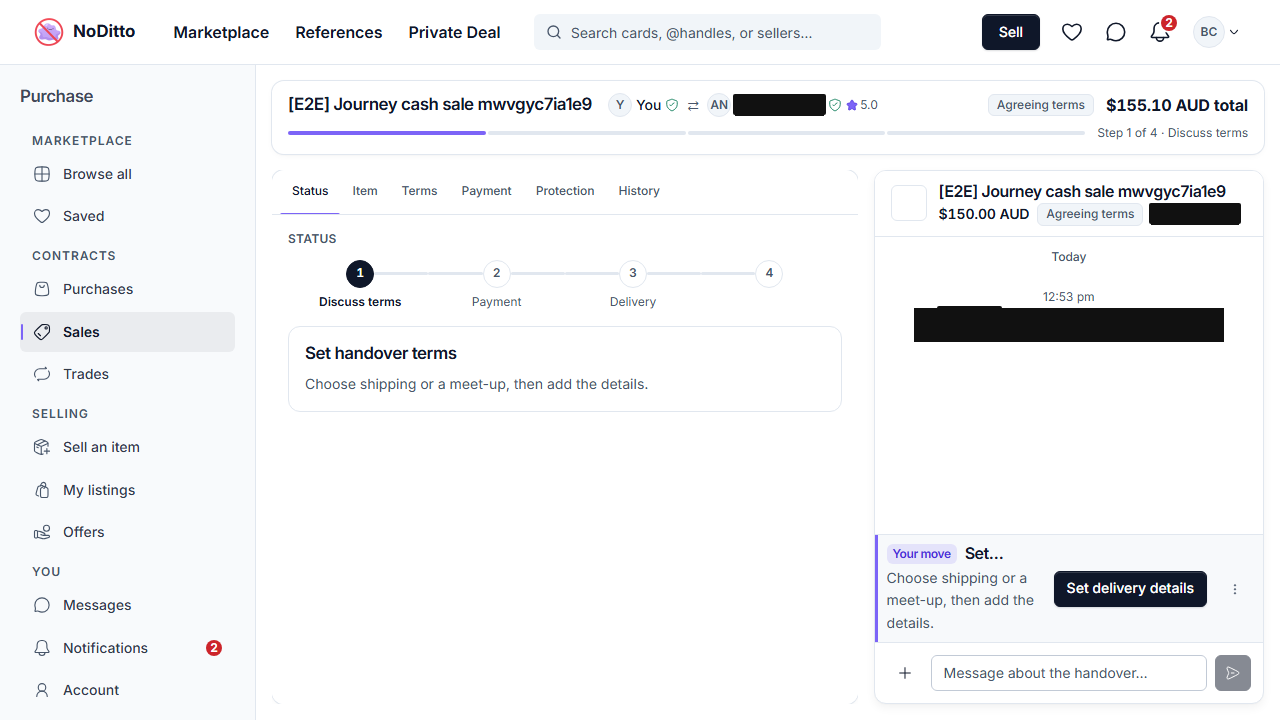 NoDitto
Marketplace
References
Private Deal
Search cards, @handles, or sellers...
Sell
2
BC
Purchase
MARKETPLACE
Browse all
Saved
CONTRACTS
Purchases
Sales
Trades
SELLING
Sell an item
My listings
Offers
YOU
Messages
Notifications 2
Account
[E2E] Journey cash sale mwvgyc7ia1e9
Y You AN 5.0
Agreeing terms $155.10 AUD total
Step 1 of 4 · Discuss terms
Status Item Terms Payment Protection History
STATUS
1 2 3 4
Discuss terms Payment Delivery
Set handover terms
Choose shipping or a meet-up, then add the details.
[E2E] Journey cash sale mwvgyc7ia1e9
$150.00 AUD Agreeing terms
Today
12:53 pm
Your move Set...
Choose shipping or a
meet-up, then add the
details.
Set delivery details
Message about the handover...